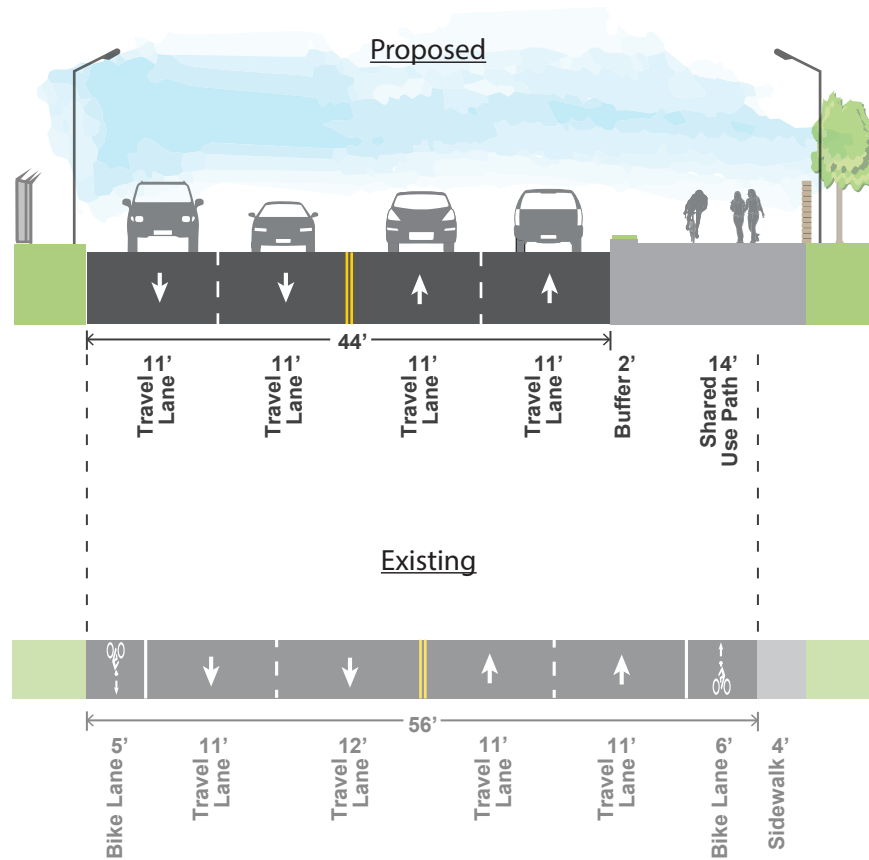 Proposed
44’
11’
Travel
Lane
11’
Travel
Lane
11’
Travel
Lane
11’
Travel
Lane
Buffer 2’
14’
Shared
Use Path
Existing
56’
Bike Lane 5’
11’
Travel
Lane
12’
Travel
Lane
11’
Travel
Lane
11’
Travel
Lane
Bike Lane 6’
Sidewalk 4’